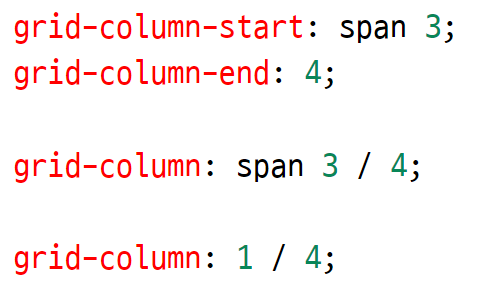 grid-column-start: span 3;
grid-column-end: 4;
grid-column: span 3 / 4;
grid-column: 1 / 4;